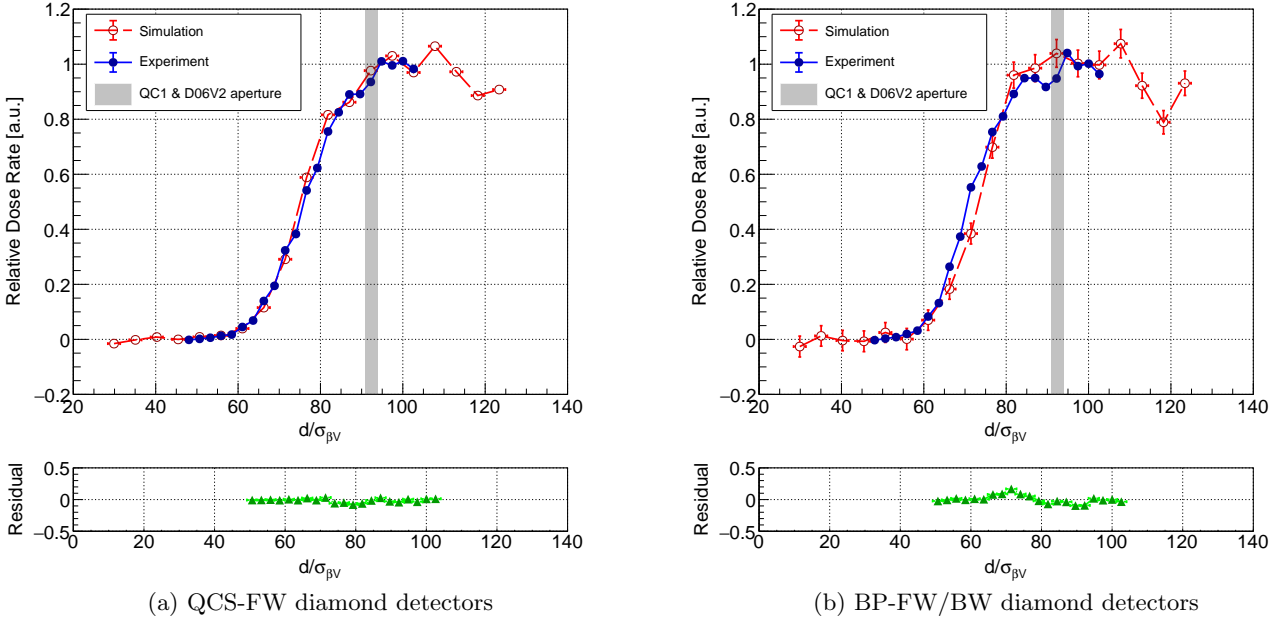 1.2
1
0.8
0.6
0.4
0.2
0
−0.2
Relative Dose Rate [a.u.]
Simulation
Experiment
QC1 & D06V2 aperture
20 40 60 80 100 120 140
d/σβV
0.5
0
−0.5
Residual
0 20 40 60 80 100 120 140
d/σβV
(a) QCS-FW diamond detectors
1.2
1
0.8
0.6
0.4
0.2
0
−0.2
Relative Dose Rate [a.u.]
Simulation
Experiment
QC1 & D06V2 aperture
20 40 60 80 100 120 140
d/σβV
0.5
0
−0.5
Residual
0 20 40 60 80 100 120 140
d/σβV
(b) BP-FW/BW diamond detectors